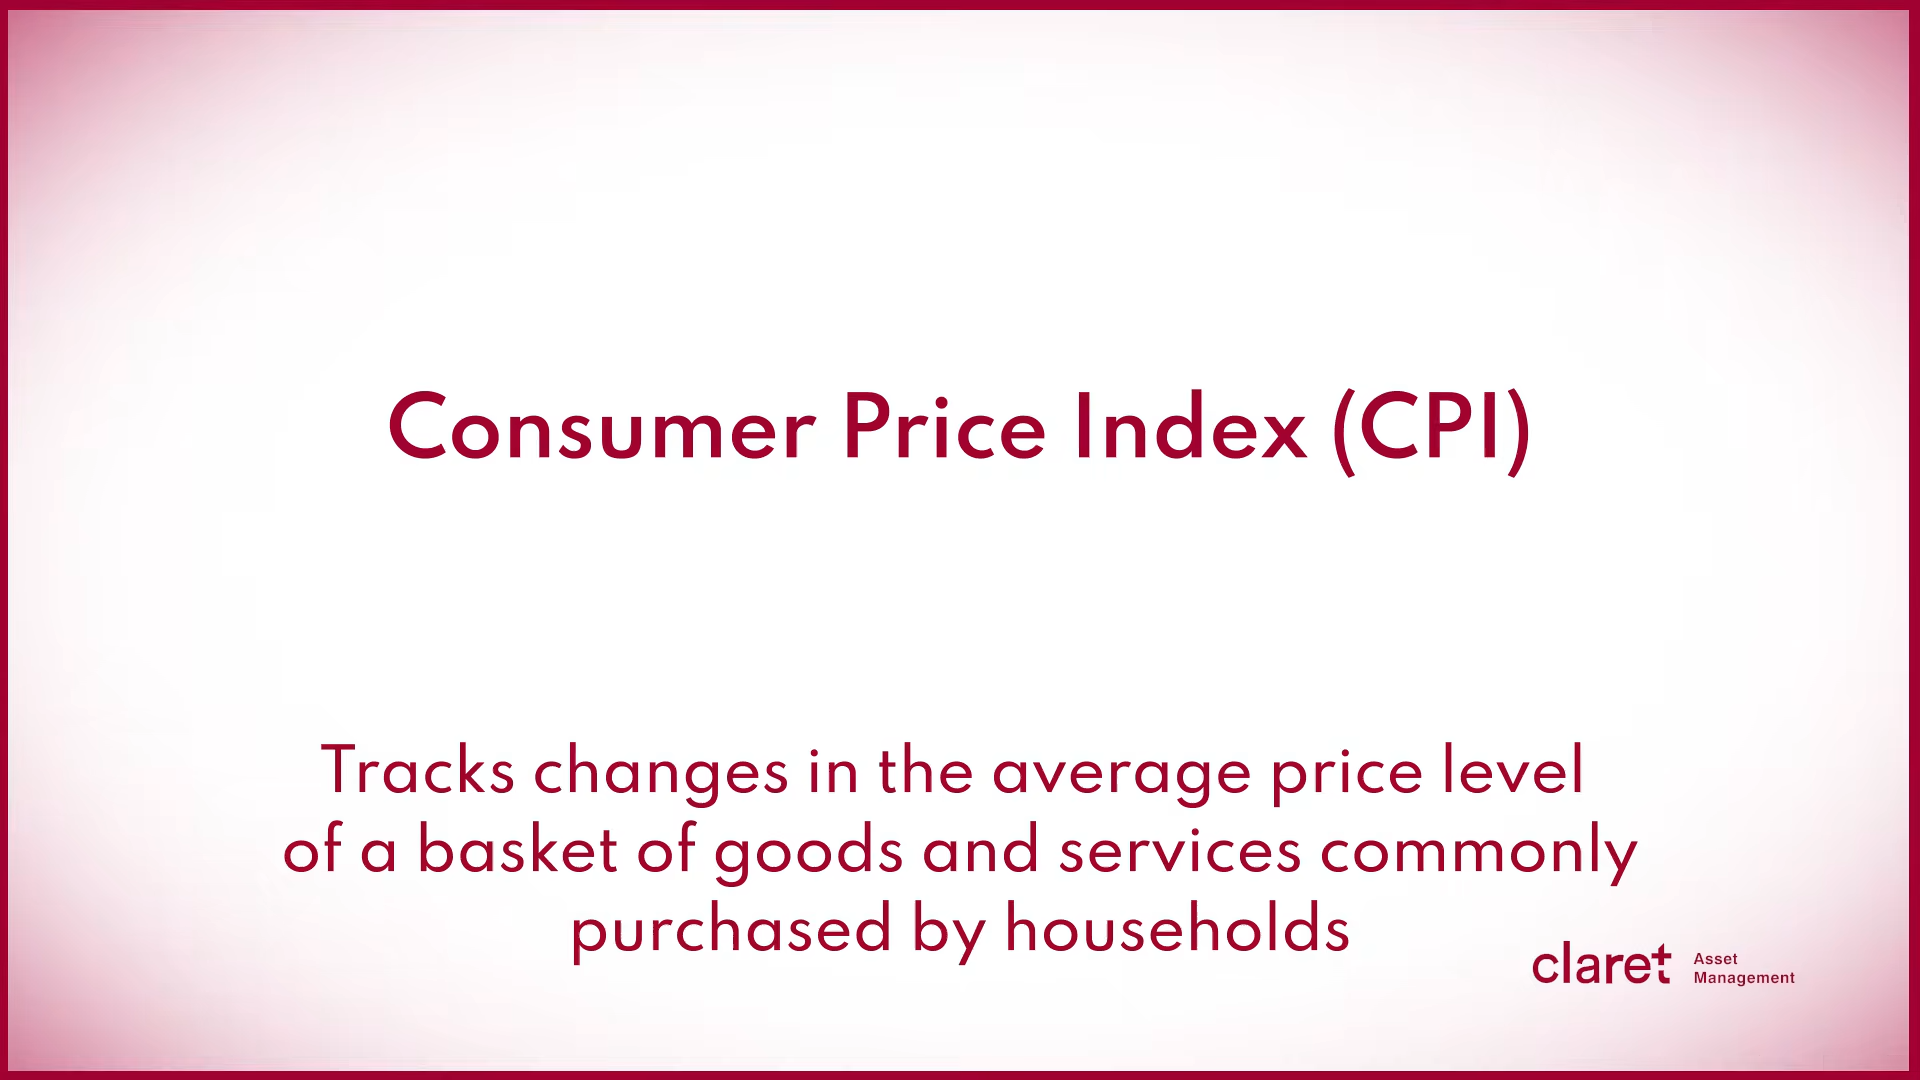 Consumer Price Index (CPI)
Tracks changes in the average price level
of a basket of goods and services commonly
purchased by households
claret Asset
Management